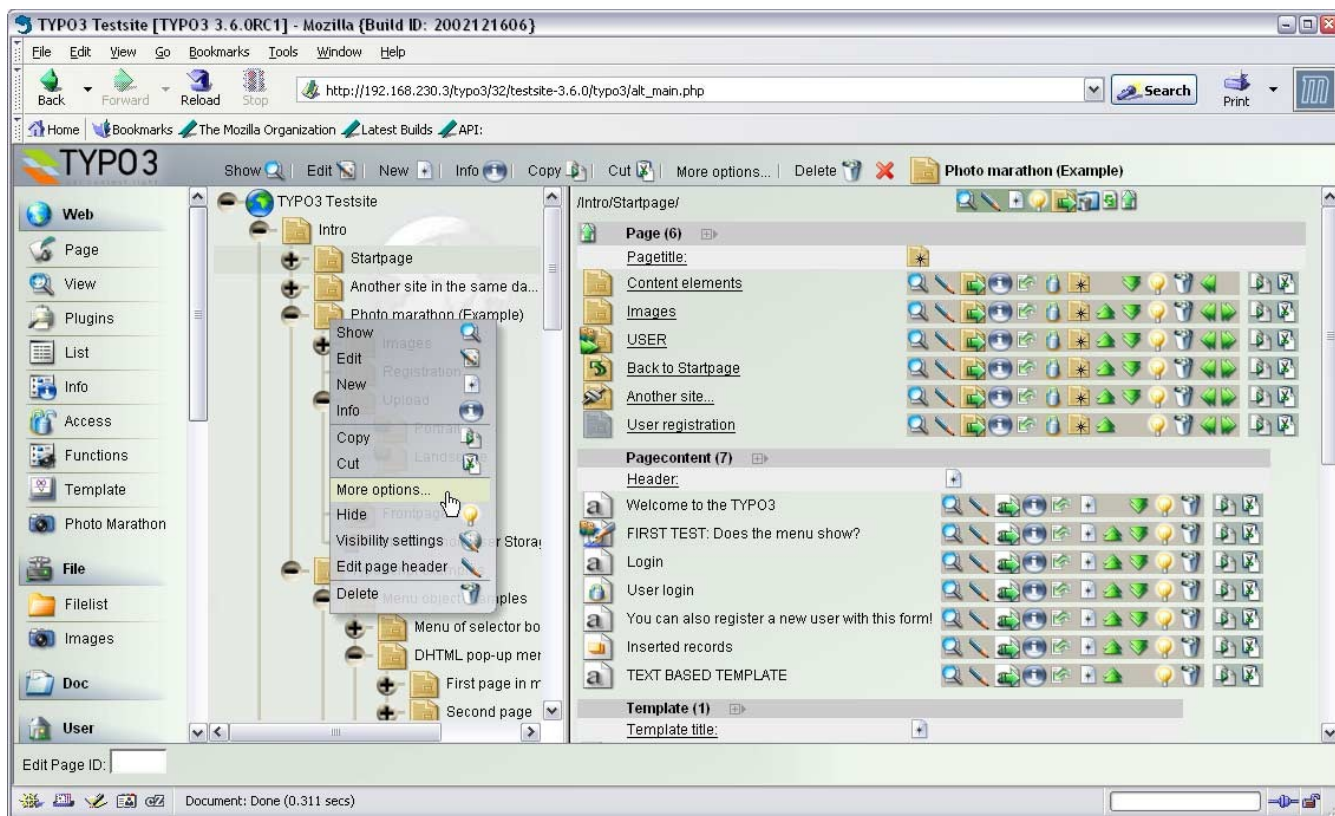 TYPO3 Testsite [TYPO3 3.6.0RC1] - Mozilla {Build ID: 2002121606}
File Edit View Go Bookmarks Tools Window Help
Back Forward Reload Stop http://192.168.230.3/typo3/32/testsite-3.6.0/typo3/alt_main.php Search Print
Home Bookmarks The Mozilla Organization Latest Builds API:
TYPO3
Show Edit New Info Copy Cut More options... Delete Photo marathon (Example)
Web
Page
View
Plugins
List
Info
Access
Functions
Template
Photo Marathon
File
Filelist
Images
Doc
User
TYPO3 Testsite
Intro
Startpage
Another site in the same da...
Photo marathon (Example)
Images
Registration
Upload
Show
Edit
New
Info
Copy
Cut
More options...
Hide
Visibility settings
Edit page header
Delete
Menu of selector bo
DHTML pop-up mer
First page in m
Second page
/Intro/Startpage/
Page (6)
Pagetitle:
Content elements
Images
USER
Back to Startpage
Another site...
User registration
Pagecontent (7)
Header:
Welcome to the TYPO3
FIRST TEST: Does the menu show?
Login
User login
You can also register a new user with this form!
Inserted records
TEXT BASED TEMPLATE
Template (1)
Template title:
Edit Page ID:
Document: Done (0.311 secs)